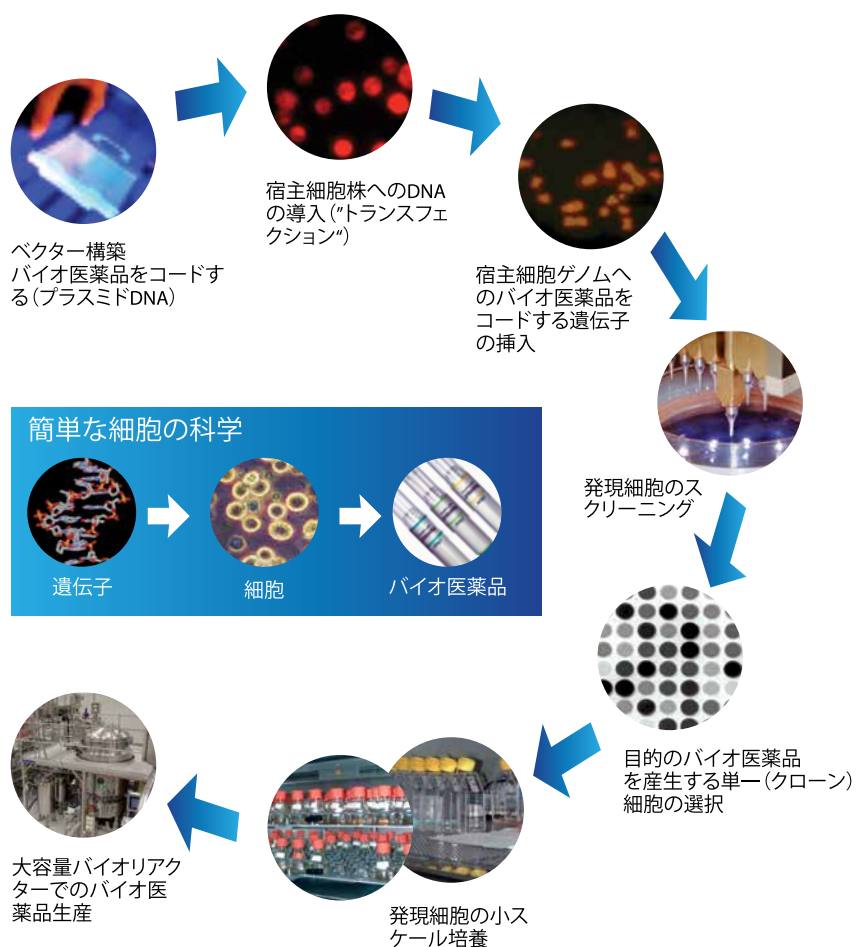 ベクター構築
バイオ医薬品をコードす
る（プラスミドDNA）
宿主細胞株へのDNA
の導入（”トランスフェ
クション“）
宿主細胞ゲノムへ
のバイオ医薬品を
コードする遺伝子
の挿入
発現細胞のス
クリーニング
目的のバイオ医薬品
を産生する単一（クローン）
細胞の選択
発現細胞の小ス
ケール培養
大容量バイオリアク
ターでのバイオ医
薬品生産
簡単な細胞の科学
遺伝子
細胞
バイオ医薬品